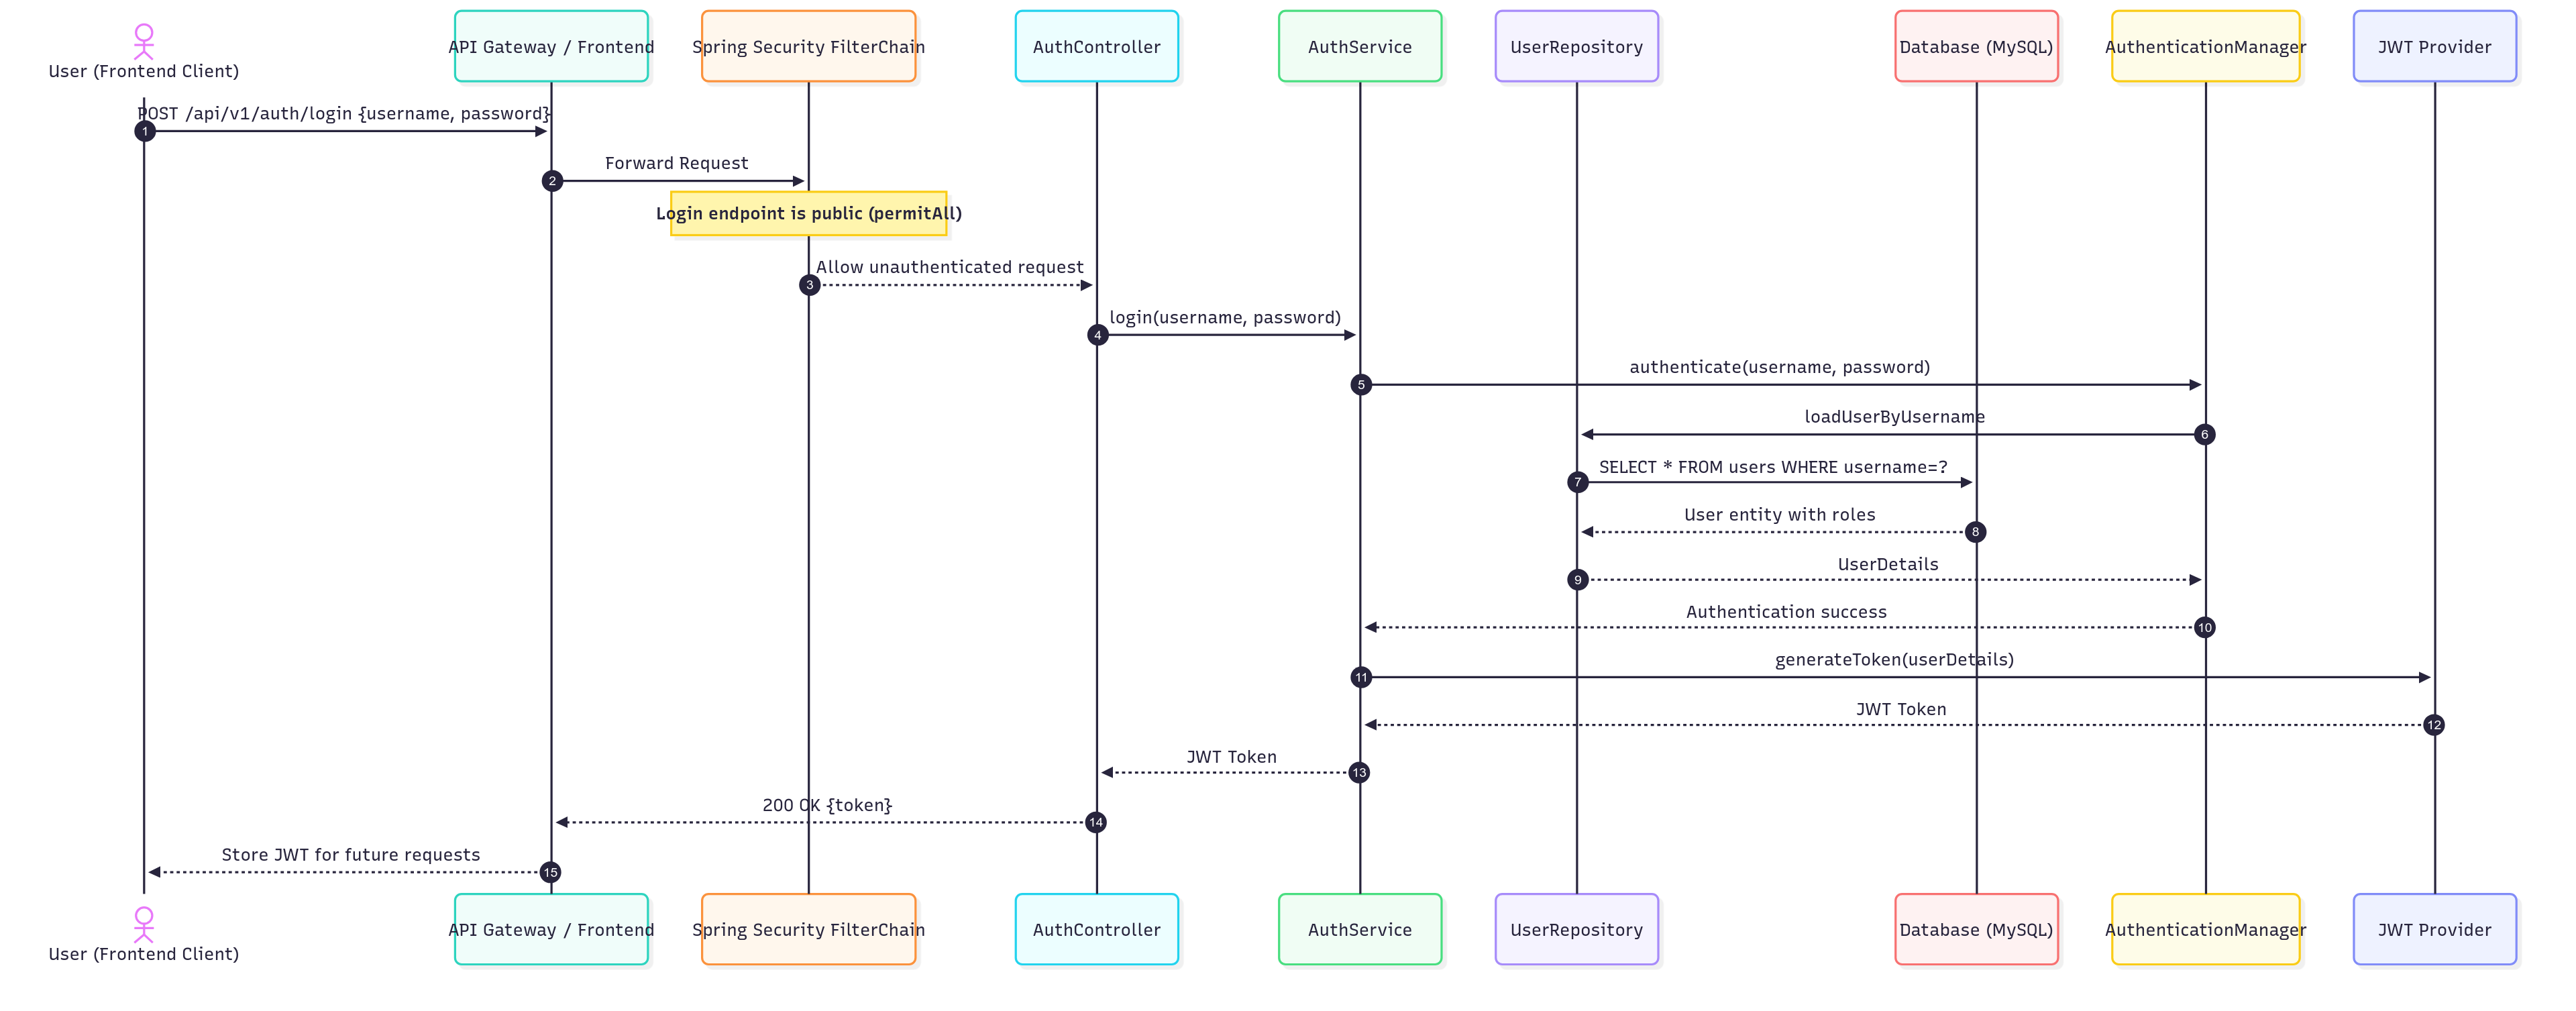 User (Frontend Client)
API Gateway / Frontend
Spring Security FilterChain
AuthController
AuthService
UserRepository
Database (MySQL)
AuthenticationManager
JWT Provider
POST /api/v1/auth/login {username, password}
1
Forward Request
2
Login endpoint is public (permitAll)
Allow unauthenticated request
3
login(username, password)
4
authenticate(username, password)
5
loadUserByUsername
6
SELECT * FROM users WHERE username=?
7
User entity with roles
8
UserDetails
9
Authentication success
10
generateToken(userDetails)
11
JWT Token
12
JWT Token
13
200 OK {token}
14
Store JWT for future requests
15
User (Frontend Client)
API Gateway / Frontend
Spring Security FilterChain
AuthController
AuthService
UserRepository
Database (MySQL)
AuthenticationManager
JWT Provider